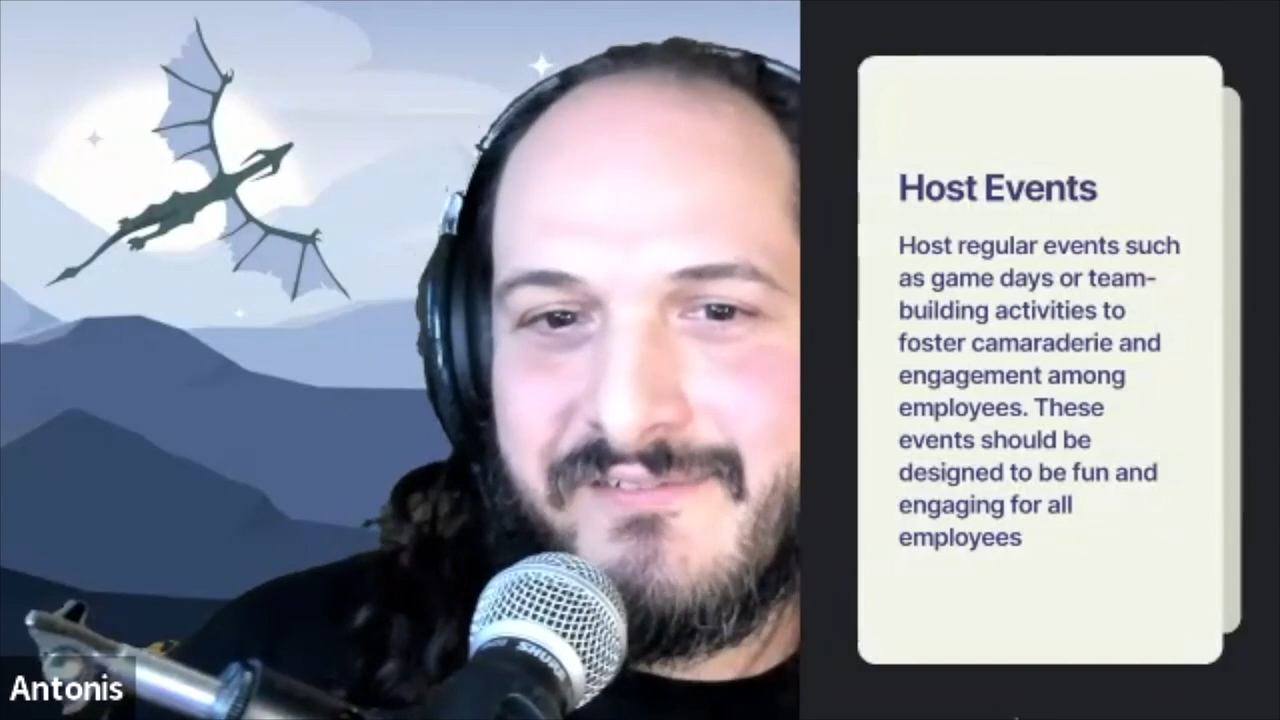 Host Events
Host regular events such
as game days or team-
building activities to
foster camaraderie and
engagement among
employees. These
events should be
designed to be fun and
engaging for all
employees
SHURE
Antonis